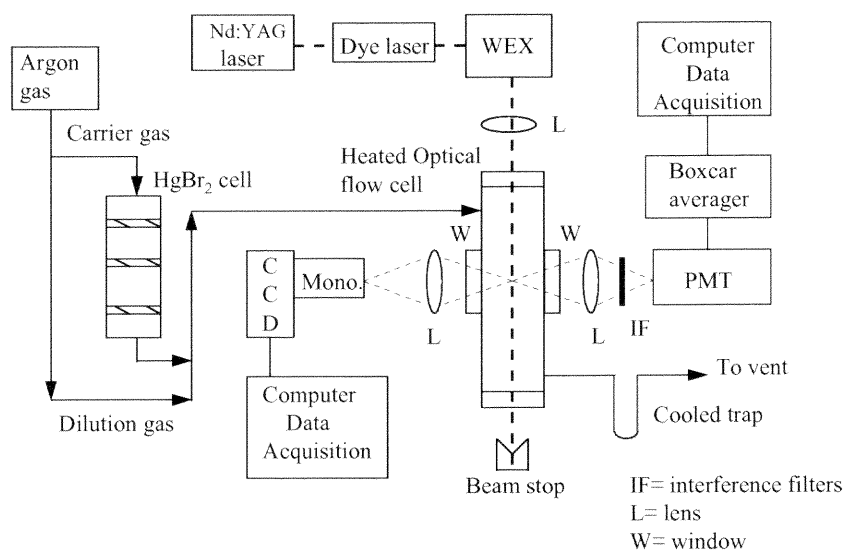 Nd:YAG
laser
Dye laser
WEX
Computer
Data
Acquisition
Argon
gas
Carrier gas
L
HgBr₂ cell
Heated Optical
flow cell
Boxcar
averager
W
W
C
C
D
Mono.
PMT
L
L
IF
Computer
Data
Acquisition
To vent
Cooled trap
Dilution gas
Beam stop
IF= interference filters
L= lens
W= window